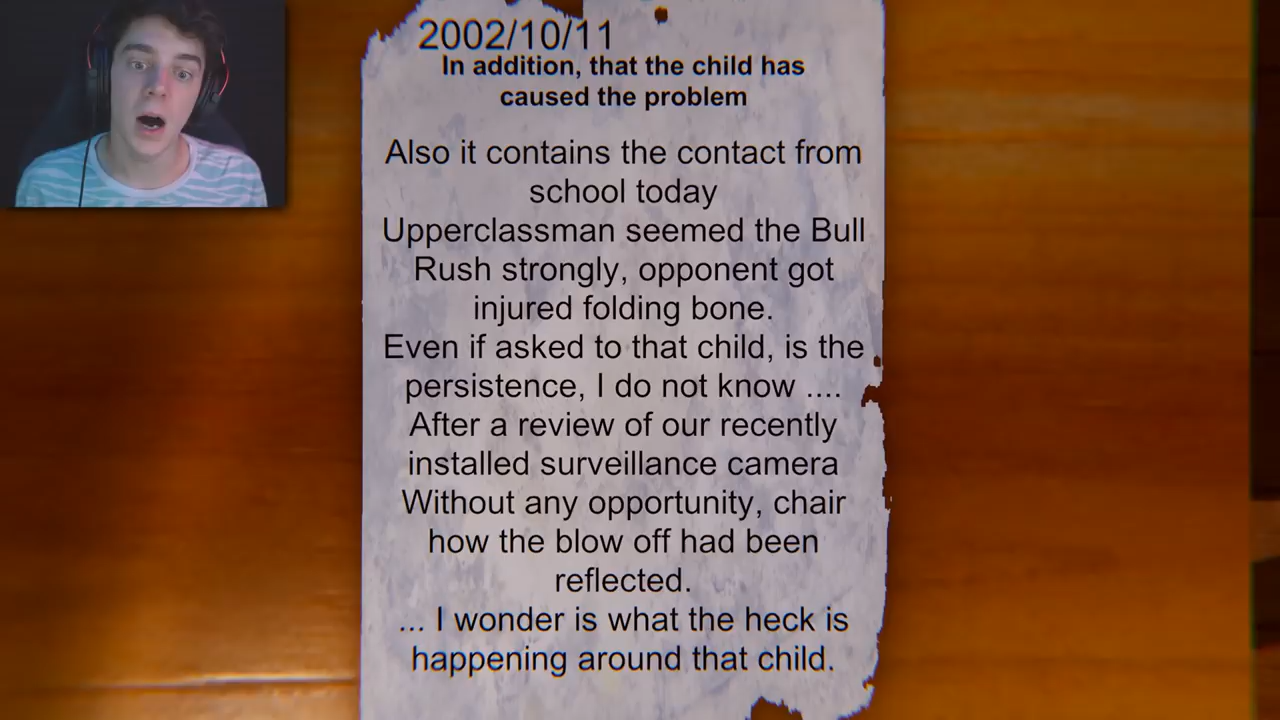 2002/10/11
In addition, that the child has
caused the problem
Also it contains the contact from
school today
Upperclassman seemed the Bull
Rush strongly, opponent got
injured folding bone.
Even if asked to that child, is the
persistence, I do not know ....
After a review of our recently
installed surveillance camera
Without any opportunity, chair
how the blow off had been
reflected.
... I wonder is what the heck is
happening around that child.